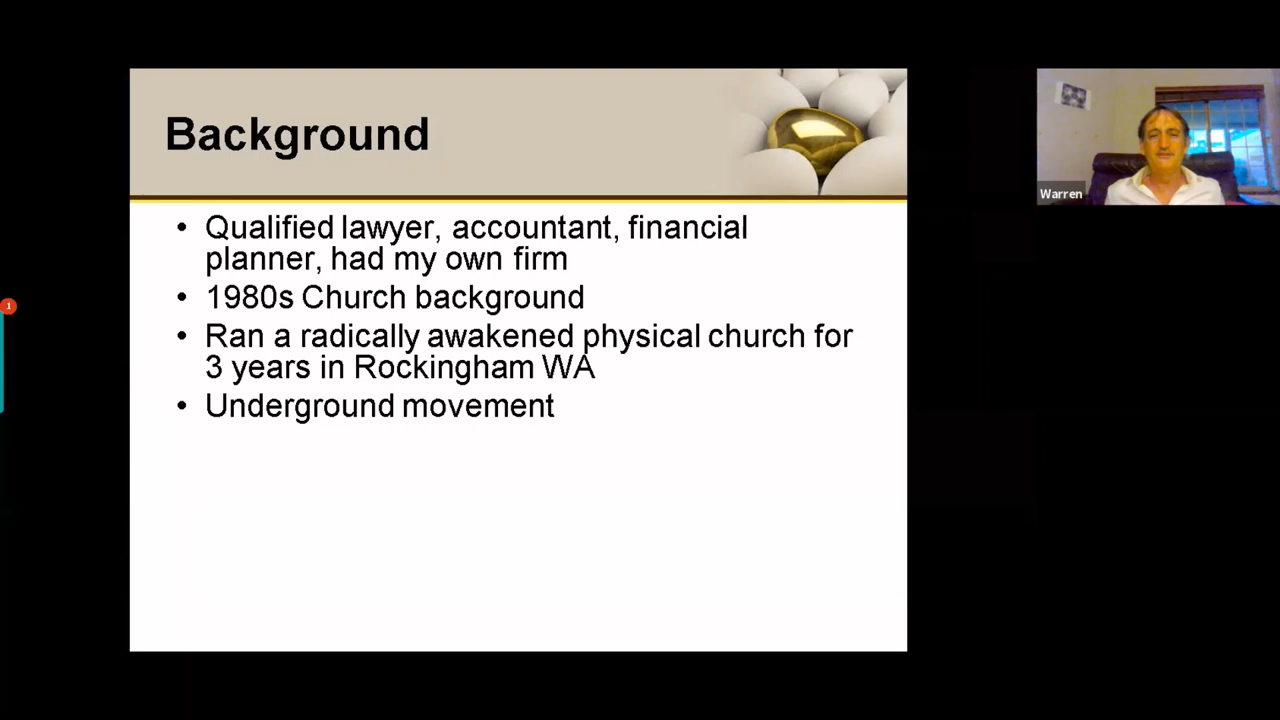 Background
• Qualified lawyer, accountant, financial
planner, had my own firm
• 1980s Church background
• Ran a radically awakened physical church for
3 years in Rockingham WA
• Underground movement
Warren
1